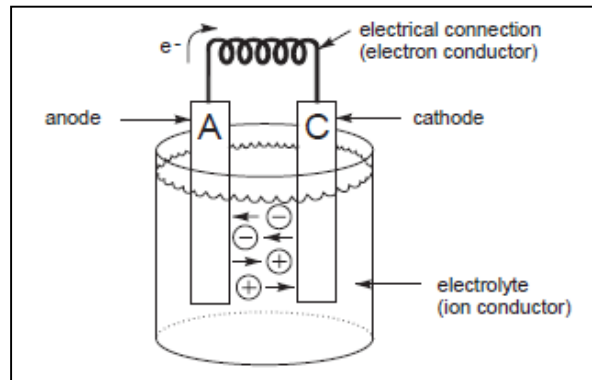 electrical connection
(electron conductor)
e-
anode
A
C
cathode
− 
−
+
+
electrolyte
(ion conductor)